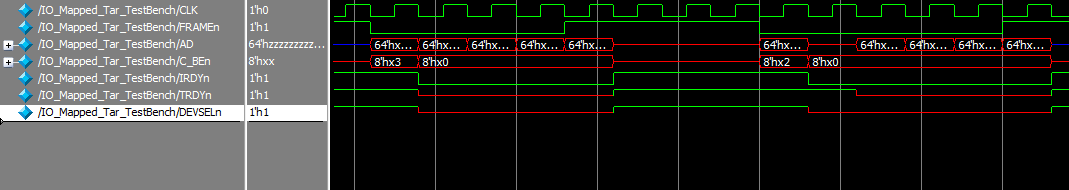 /IO_Mapped_Tar_TestBench/CLK 1'h0
/IO_Mapped_Tar_TestBench/FRAMEn 1'h1
/IO_Mapped_Tar_TestBench/AD 64'hzzzzzzzzz... 64'hx... 64'hx... 64'hx... 64'hx... 64'hx... 64'hx... 64'hx... 64'hx... 64'hx... 64'hx...
/IO_Mapped_Tar_TestBench/C_BEn 8'hxx 8'hx3 8'hx0 8'hx2 8'hx0
/IO_Mapped_Tar_TestBench/IRDYn 1'h1
/IO_Mapped_Tar_TestBench/TRDYn 1'h1
/IO_Mapped_Tar_TestBench/DEVSELn 1'h1